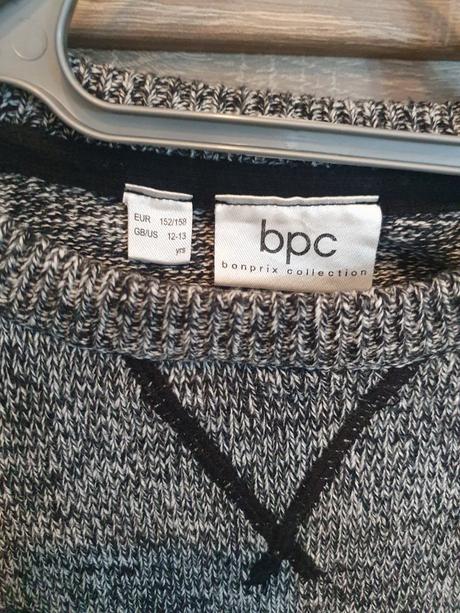 EUR 152/158
GB/US 12-13
yrs
bpc
bonprix collection